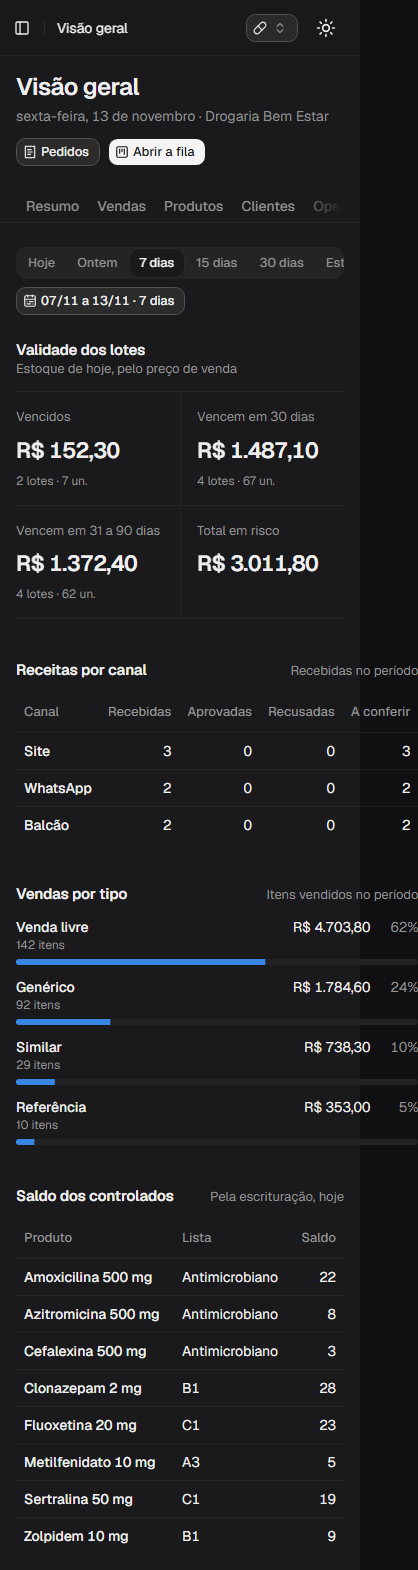 Visão geral
Visão geral
sexta-feira, 13 de novembro · Drogaria Bem Estar
Pedidos
Abrir a fila
Resumo Vendas Produtos Clientes Ope
Hoje Ontem 7 dias 15 dias 30 dias Est
07/11 a 13/11 · 7 dias
Validade dos lotes
Estoque de hoje, pelo preço de venda
Vencidos
R$ 152,30
2 lotes · 7 un.
Vencem em 30 dias
R$ 1.487,10
4 lotes · 67 un.
Vencem em 31 a 90 dias
R$ 1.372,40
4 lotes · 62 un.
Total em risco
R$ 3.011,80
Receitas por canal Recebidas no período
Canal Recebidas Aprovadas Recusadas A conferir
Site 3 0 0 3
WhatsApp 2 0 0 2
Balcão 2 0 0 2
Vendas por tipo Itens vendidos no período
Venda livre R$ 4.703,80 62%
142 itens
Genérico R$ 1.784,60 24%
92 itens
Similar R$ 738,30 10%
29 itens
Referência R$ 353,00 5%
10 itens
Saldo dos controlados Pela escrituração, hoje
Produto Lista Saldo
Amoxicilina 500 mg Antimicrobiano 22
Azitromicina 500 mg Antimicrobiano 8
Cefalexina 500 mg Antimicrobiano 3
Clonazepam 2 mg B1 28
Fluoxetina 20 mg C1 23
Metilfenidato 10 mg A3 5
Sertralina 50 mg C1 19
Zolpidem 10 mg B1 9